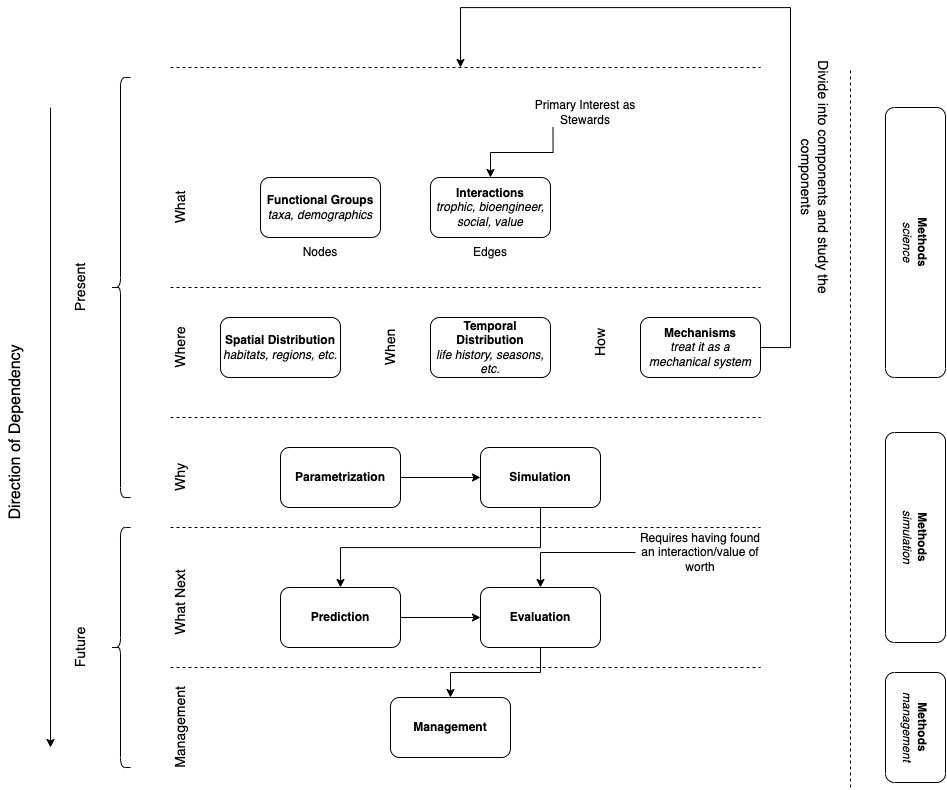 Direction of Dependency
Present
Future
What
Where
When
How
Why
What Next
Management
Primary Interest as
Stewards
Functional Groups
taxa, demographics
Nodes
Interactions
trophic, bioengineer,
social, value
Edges
Spatial Distribution
habitats, regions, etc.
Temporal
Distribution
life history, seasons,
etc.
Mechanisms
treat it as a
mechanical system
Divide into components and study the
components
Parametrization
Simulation
Requires having found
an interaction/value of
worth
Prediction
Evaluation
Management
Methods
science
Methods
simulation
Methods
management